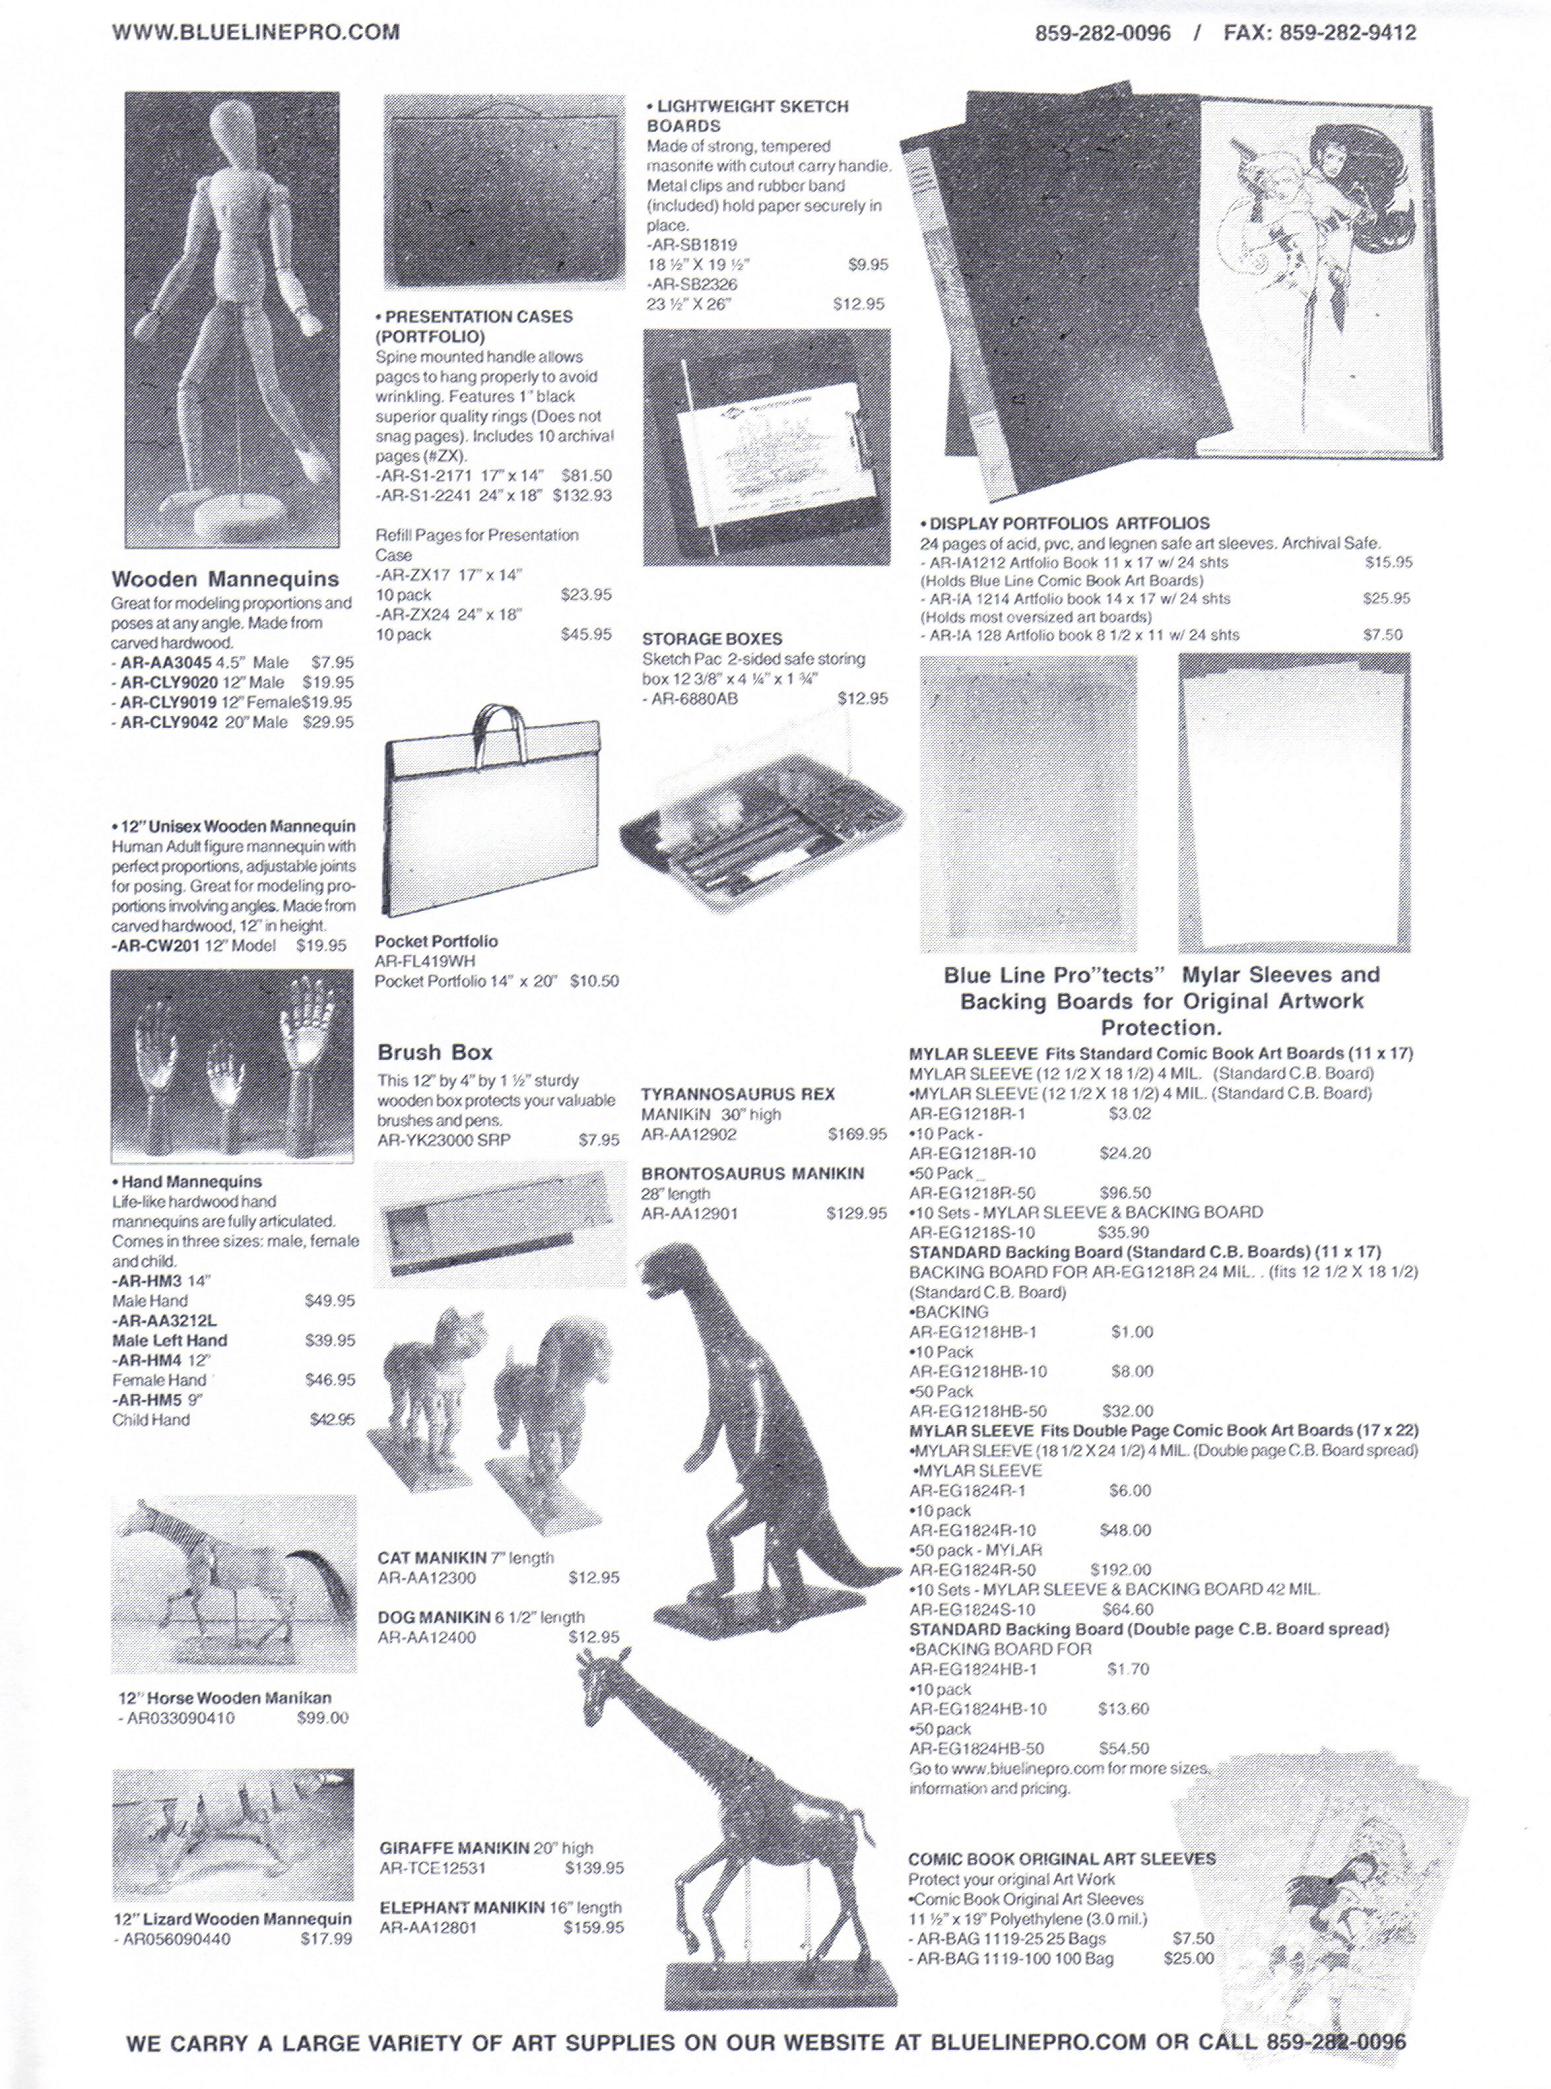 WWW.BLUELINEPRO.COM
859-282-0096 / FAX: 859-282-9412
Wooden Mannequins
Great for modeling proportions and
poses at any angle. Made from
carved hardwood.
- AR-AA3045 4.5" Male $7.95
- AR-CLY9020 12" Male $19.95
- AR-CLY9019 12" Female$19.95
- AR-CLY9042 20" Male $29.95
• 12" Unisex Wooden Mannequin
Human Adult figure mannequin with
perfect proportions, adjustable joints
for posing. Great for modeling pro-
portions involving angles. Made from
carved hardwood, 12" in height.
-AR-CW201 12" Model $19.95
• Hand Mannequins
Life-like hardwood hand
mannequins are fully articulated.
Comes in three sizes: male, female
and child.
-AR-HM3 14"
Male Hand $49.95
-AR-AA3212L
Male Left Hand $39.95
-AR-HM4 12"
Female Hand $46.95
-AR-HM5 9"
Child Hand $42.95
12" Horse Wooden Manikan
- AR033090410 $99.00
12" Lizard Wooden Mannequin
- AR056090440 $17.99
• PRESENTATION CASES
(PORTFOLIO)
Spine mounted handle allows
pages to hang properly to avoid
wrinkling. Features 1" black
superior quality rings (Does not
snag pages). Includes 10 archival
pages (#ZX).
-AR-S1-2171 17" x 14" $81.50
-AR-S1-2241 24" x 18" $132.93
Refill Pages for Presentation
Case
-AR-ZX17 17" x 14"
10 pack $23.95
-AR-ZX24 24" x 18"
10 pack $45.95
Pocket Portfolio
AR-FL419WH
Pocket Portfolio 14" x 20" $10.50
Brush Box
This 12" by 4" by 1 ½" sturdy
wooden box protects your valuable
brushes and pens.
AR-YK23000 SRP $7.95
CAT MANIKIN 7" length
AR-AA12300 $12.95
DOG MANIKIN 6 1/2" length
AR-AA12400 $12.95
GIRAFFE MANIKIN 20" high
AR-TCE12531 $139.95
ELEPHANT MANIKIN 16" length
AR-AA12801 $159.95
• LIGHTWEIGHT SKETCH
BOARDS
Made of strong, tempered
masonite with cutout carry handle.
Metal clips and rubber band
(included) hold paper securely in
place.
-AR-SB1819
18 ½" X 19 ½" $9.95
-AR-SB2326
23 ½" X 26" $12.95
STORAGE BOXES
Sketch Pac 2-sided safe storing
box 12 3/8" x 4 ¼" x 1 ¾"
- AR-6880AB $12.95
TYRANNOSAURUS REX
MANIKIN 30" high
AR-AA12902 $169.95
BRONTOSAURUS MANIKIN
28" length
AR-AA12901 $129.95
• DISPLAY PORTFOLIOS ARTFOLIOS
24 pages of acid, pvc, and legnen safe art sleeves. Archival Safe.
- AR-IA1212 Artfolio Book 11 x 17 w/ 24 shts $15.95
(Holds Blue Line Comic Book Art Boards)
- AR-IA 1214 Artfolio book 14 x 17 w/ 24 shts $25.95
(Holds most oversized art boards)
- AR-IA 128 Artfolio book 8 1/2 x 11 w/ 24 shts $7.50
Blue Line Pro"tects" Mylar Sleeves and
Backing Boards for Original Artwork
Protection.
MYLAR SLEEVE Fits Standard Comic Book Art Boards (11 x 17)
MYLAR SLEEVE (12 1/2 X 18 1/2) 4 MIL. (Standard C.B. Board)
•MYLAR SLEEVE (12 1/2 X 18 1/2) 4 MIL. (Standard C.B. Board)
AR-EG1218R-1 $3.02
•10 Pack -
AR-EG1218R-10 $24.20
•50 Pack
AR-EG1218R-50 $96.50
•10 Sets - MYLAR SLEEVE & BACKING BOARD
AR-EG1218S-10 $35.90
STANDARD Backing Board (Standard C.B. Boards) (11 x 17)
BACKING BOARD FOR AR-EG1218R 24 MIL. . (fits 12 1/2 X 18 1/2)
(Standard C.B. Board)
•BACKING
AR-EG1218HB-1 $1.00
•10 Pack
AR-EG1218HB-10 $8.00
•50 Pack
AR-EG1218HB-50 $32.00
MYLAR SLEEVE Fits Double Page Comic Book Art Boards (17 x 22)
•MYLAR SLEEVE (18 1/2 X 24 1/2) 4 MIL. (Double page C.B. Board spread)
•MYLAR SLEEVE
AR-EG1824R-1 $6.00
•10 pack
AR-EG1824R-10 $48.00
•50 pack - MYLAR
AR-EG1824R-50 $192.00
•10 Sets - MYLAR SLEEVE & BACKING BOARD 42 MIL.
AR-EG1824S-10 $64.60
STANDARD Backing Board (Double page C.B. Board spread)
•BACKING BOARD FOR
AR-EG1824HB-1 $1.70
•10 pack
AR-EG1824HB-10 $13.60
•50 pack
AR-EG1824HB-50 $54.50
Go to www.bluelinepro.com for more sizes,
information and pricing.
COMIC BOOK ORIGINAL ART SLEEVES
Protect your original Art Work
•Comic Book Original Art Sleeves
11 ½" x 19" Polyethylene (3.0 mil.)
- AR-BAG 1119-25 25 Bags $7.50
- AR-BAG 1119-100 100 Bag $25.00
WE CARRY A LARGE VARIETY OF ART SUPPLIES ON OUR WEBSITE AT BLUELINEPRO.COM OR CALL 859-282-0096